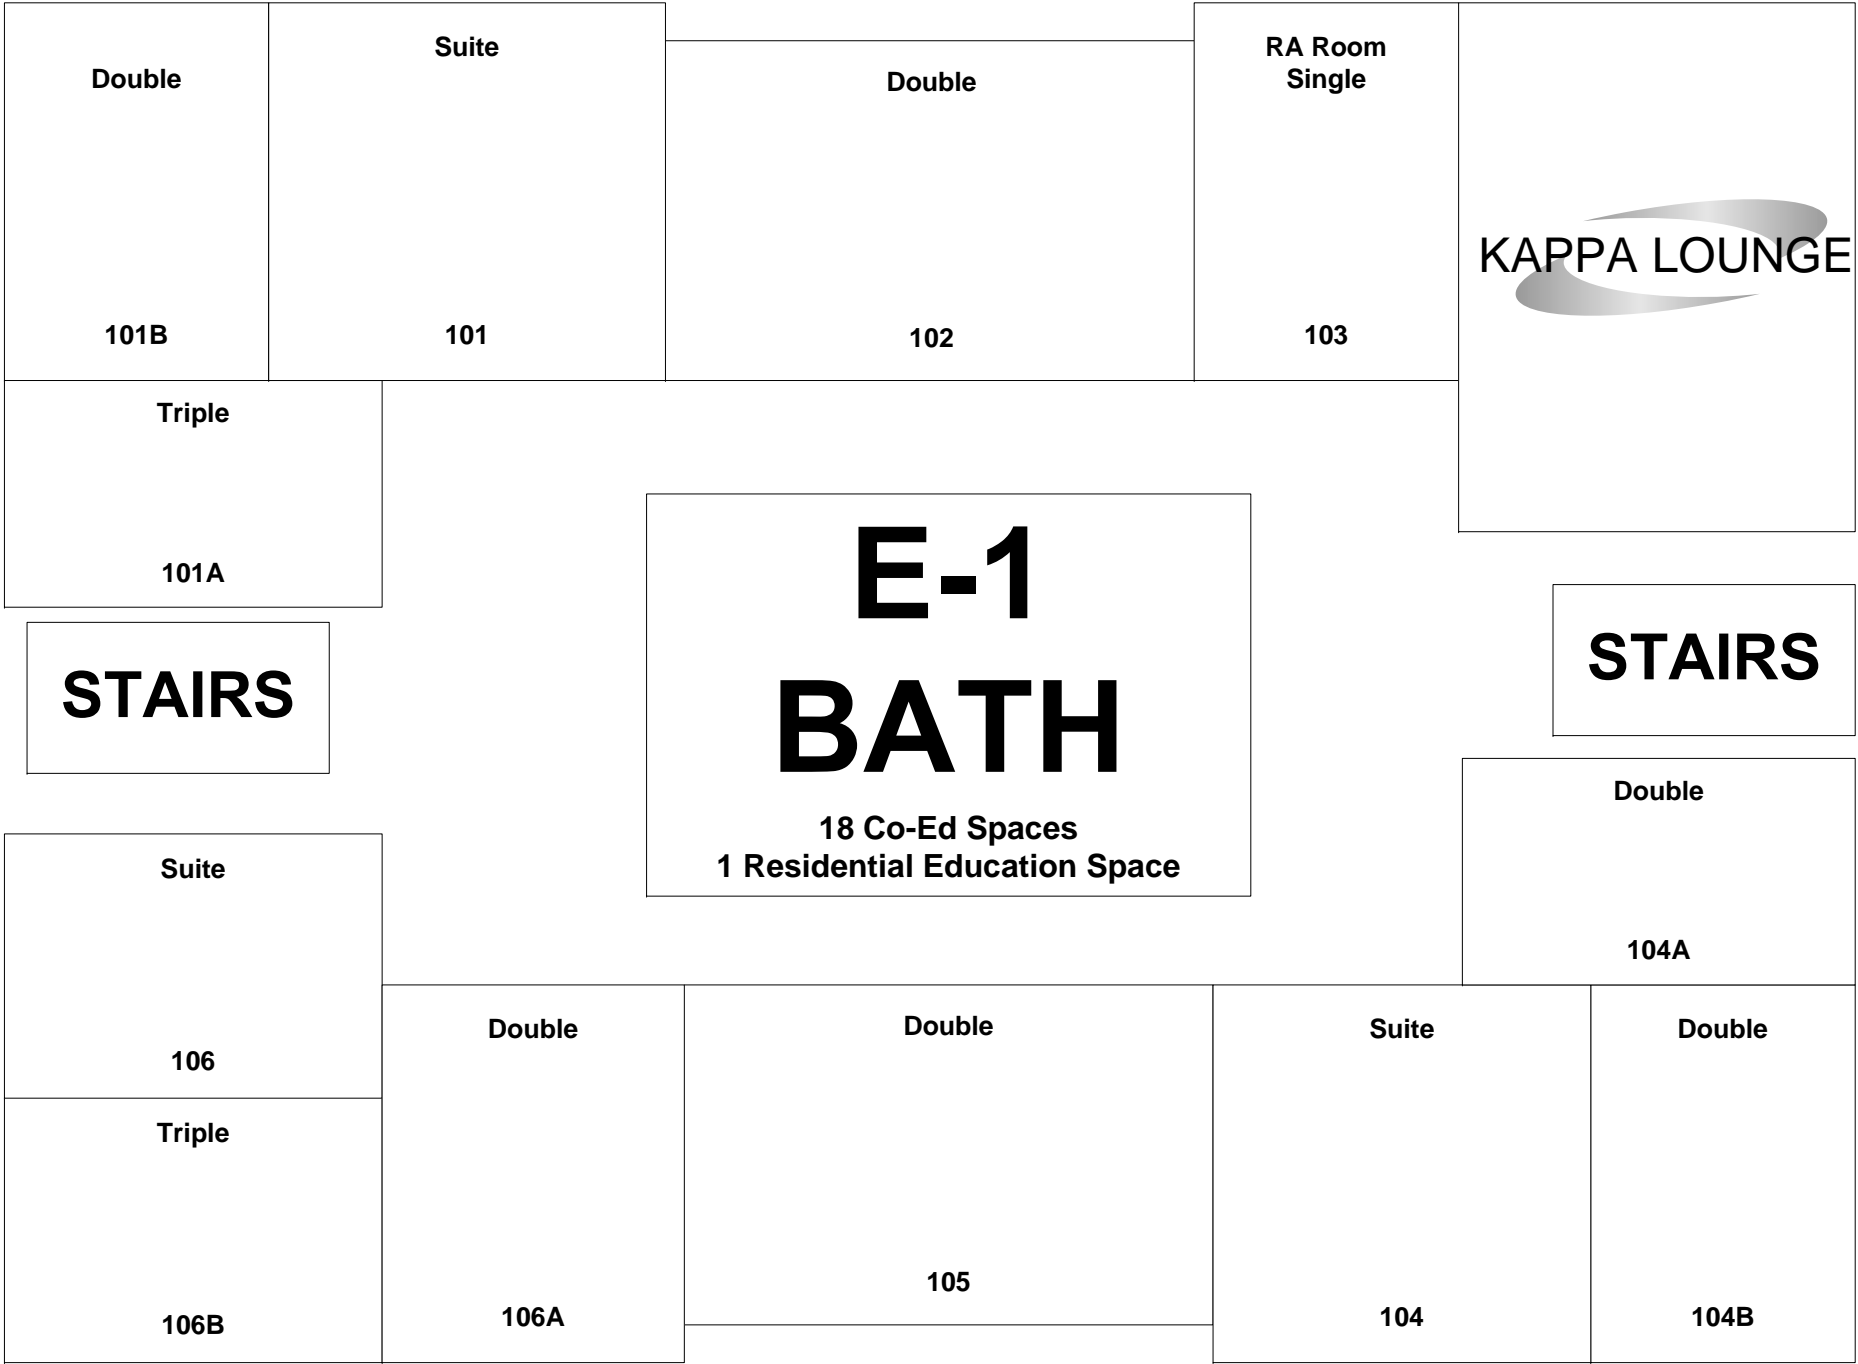 Double
101B
Suite
101
Double
102
RA Room
Single
103
KAPPA LOUNGE
Triple
101A
STAIRS
E-1
BATH
18 Co-Ed Spaces
1 Residential Education Space
STAIRS
Double
104A
Suite
106
Triple
106B
Double
106A
Double
105
Suite
104
Double
104B